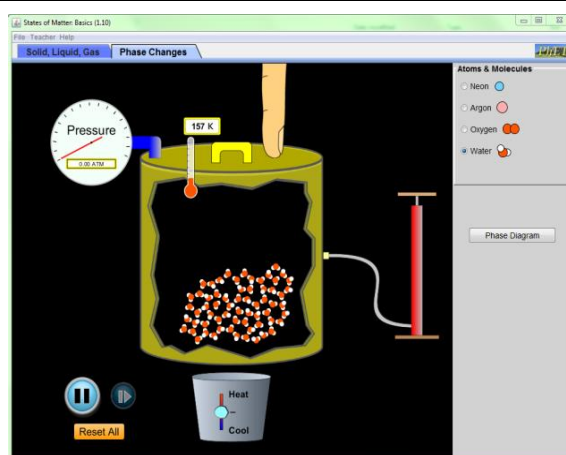 States of Matter: Basics (1.10)
File Teacher Help
Solid, Liquid, Gas
Phase Changes
Pressure
0.00 ATM
157 K
Atoms & Molecules
Neon
Argon
Oxygen
Water
Phase Diagram
Heat
Cool
Reset All